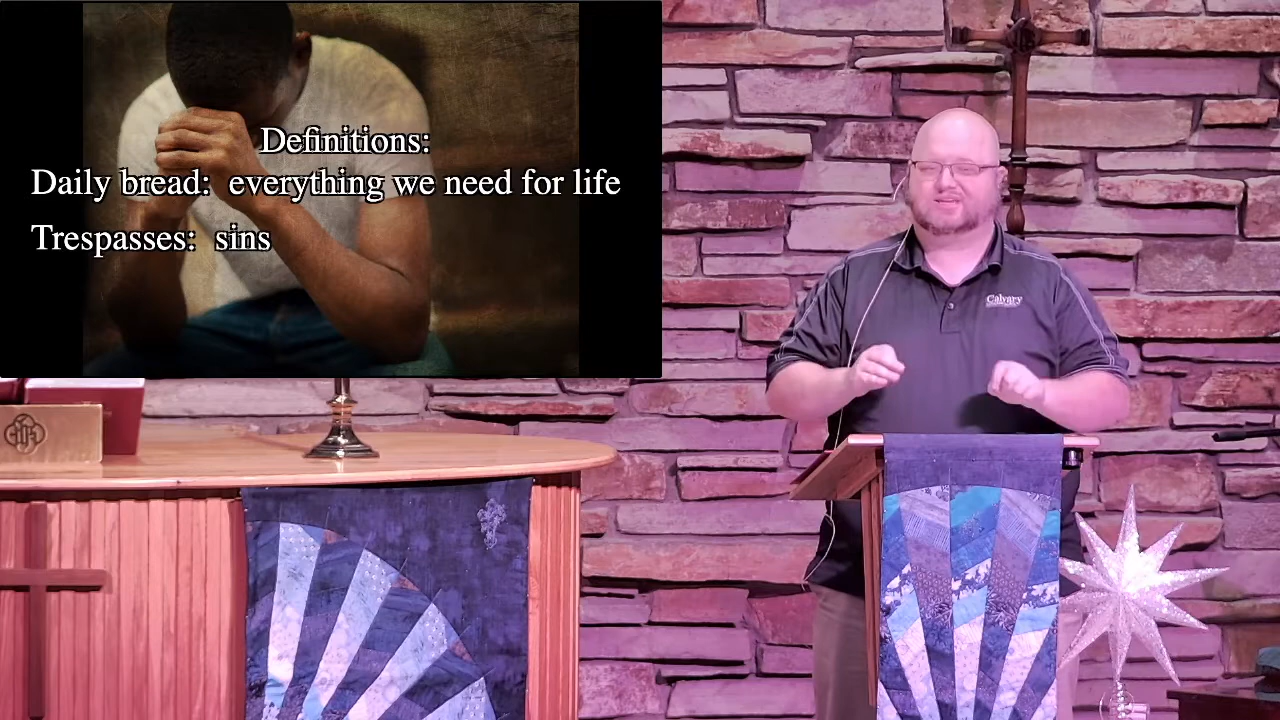 Definitions:
Daily bread: everything we need for life
Trespasses: sins
Calvary